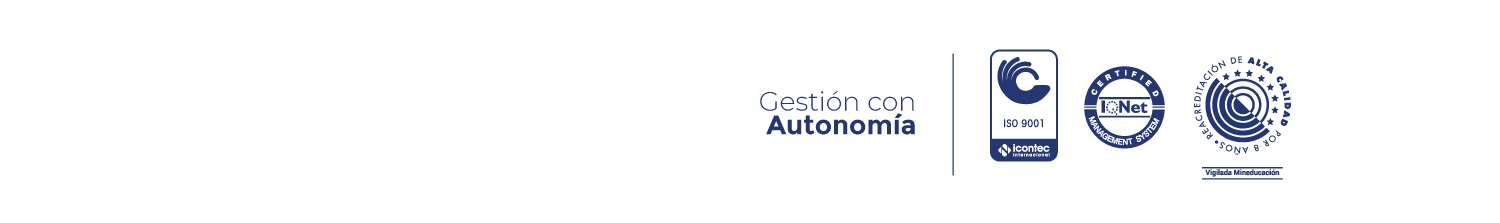 Gestión con
Autonomía
ISO 9001
icontec
internacional
CERTIFIED
IQNet
MANAGEMENT SYSTEM
REACREDITACIÓN DE ALTA CALIDAD POR 8 AÑOS •
Vigilada Mineducación